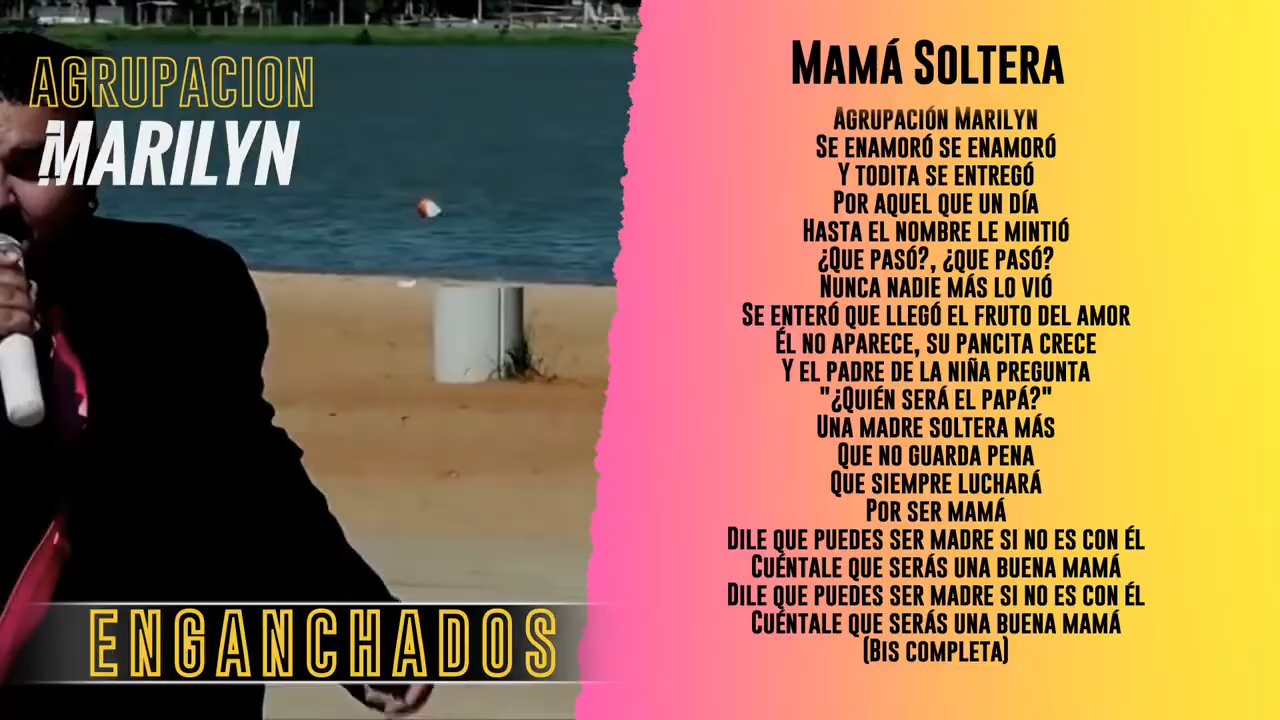 AGRUPACION
MARILYN
ENGANCHADOS
MAMÁ SOLTERA
AGRUPACIÓN MARILYN
SE ENAMORÓ SE ENAMORÓ
Y TODITA SE ENTREGÓ
POR AQUEL QUE UN DÍA
HASTA EL NOMBRE LE MINTIÓ
¿QUE PASÓ?, ¿QUE PASÓ?
NUNCA NADIE MÁS LO VIÓ
SE ENTERÓ QUE LLEGÓ EL FRUTO DEL AMOR
ÉL NO APARECE, SU PANCITA CRECE
Y EL PADRE DE LA NIÑA PREGUNTA
"¿QUIÉN SERÁ EL PAPÁ?"
UNA MADRE SOLTERA MÁS
QUE NO GUARDA PENA
QUE SIEMPRE LUCHARÁ
POR SER MAMÁ
DILE QUE PUEDES SER MADRE SI NO ES CON ÉL
CUÉNTALE QUE SERÁS UNA BUENA MAMÁ
DILE QUE PUEDES SER MADRE SI NO ES CON ÉL
CUÉNTALE QUE SERÁS UNA BUENA MAMÁ
(BIS COMPLETA)